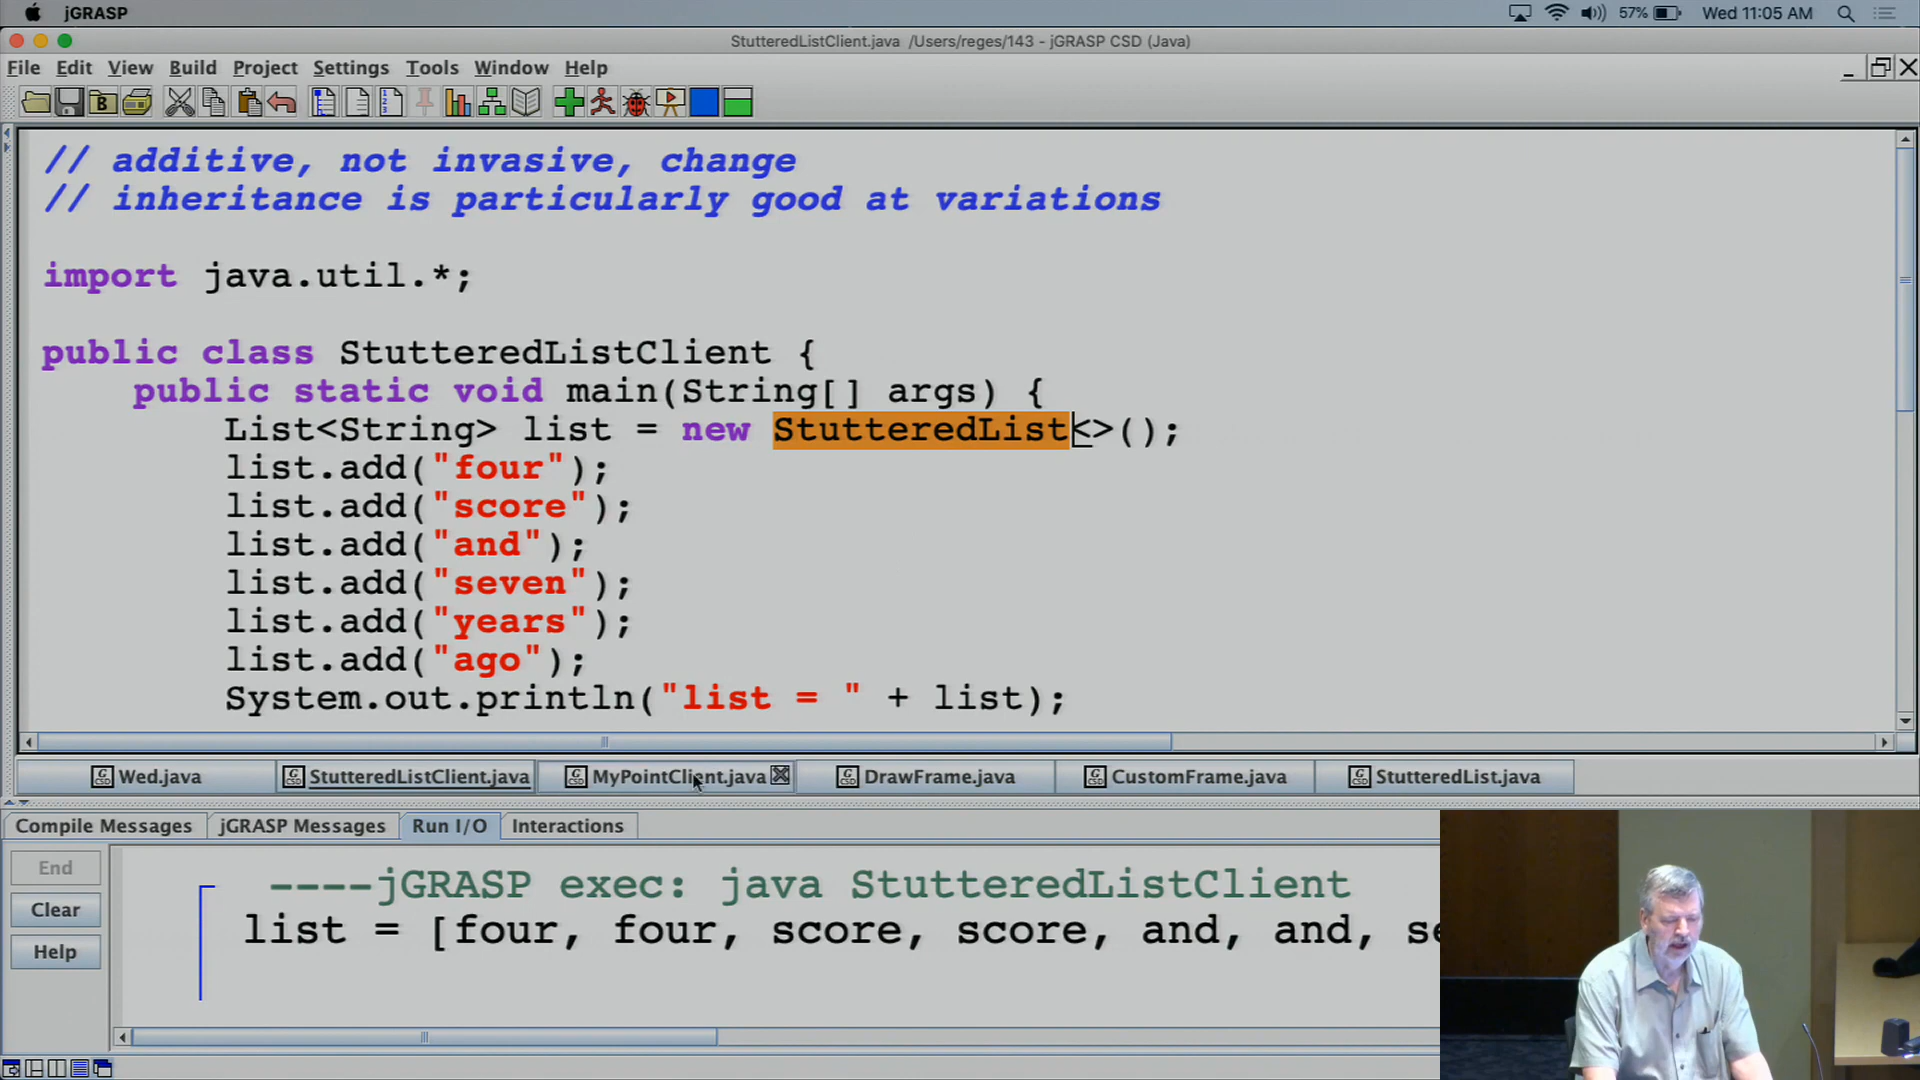 jGRASP
57% Wed 11:05 AM
StutteredListClient.java /Users/reges/143 - jGRASP CSD (Java)
File Edit View Build Project Settings Tools Window Help
// additive, not invasive, change
// inheritance is particularly good at variations
import java.util.*;
public class StutteredListClient {
public static void main(String[] args) {
List<String> list = new StutteredList<>();
list.add("four");
list.add("score");
list.add("and");
list.add("seven");
list.add("years");
list.add("ago");
System.out.println("list = " + list);
Wed.java StutteredListClient.java MyPointClient.java DrawFrame.java CustomFrame.java StutteredList.java
Compile Messages jGRASP Messages Run I/O Interactions
End
Clear
Help
----jGRASP exec: java StutteredListClient
list = [four, four, score, score, and, and, se